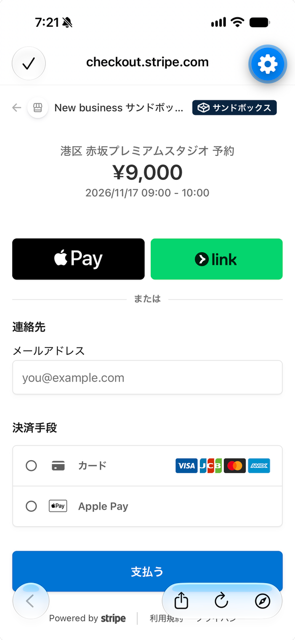 7:21
checkout.stripe.com
New business サンドボッ...
サンドボックス
港区 赤坂プレミアムスタジオ 予約
¥9,000
2026/11/17 09:00 - 10:00
Pay
link
または
連絡先
メールアドレス
you@example.com
決済手段
カード
VISA
JCB
Pay
Apple Pay
支払う
Powered by stripe
利用規約